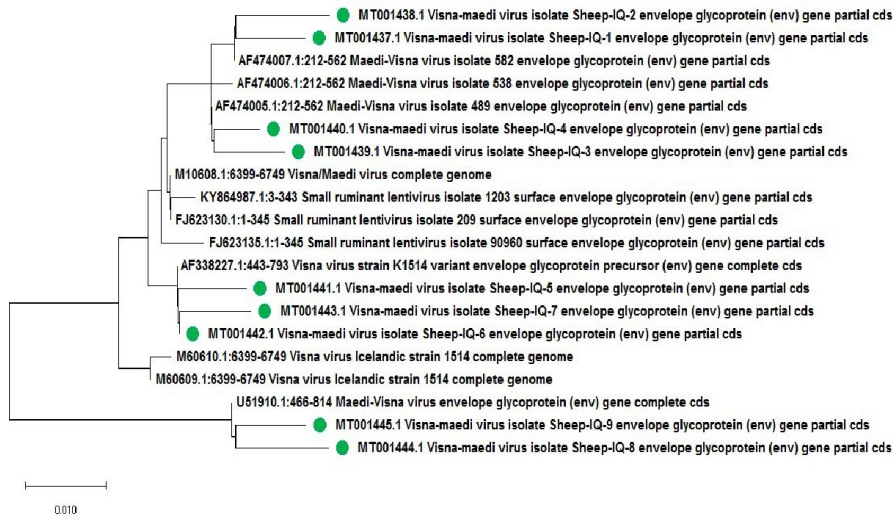 MT001438.1 Visna-maedi virus isolate Sheep-IQ-2 envelope glycoprotein (env) gene partial cds
MT001437.1 Visna-maedi virus isolate Sheep-IQ-1 envelope glycoprotein (env) gene partial cds
AF474007.1:212-562 Maedi-Visna virus isolate 582 envelope glycoprotein (env) gene partial cds
AF474006.1:212-562 Maedi-Visna virus isolate 538 envelope glycoprotein (env) gene partial cds
AF474005.1:212-562 Maedi-Visna virus isolate 489 envelope glycoprotein (env) gene partial cds
MT001440.1 Visna-maedi virus isolate Sheep-IQ-4 envelope glycoprotein (env) gene partial cds
MT001439.1 Visna-maedi virus isolate Sheep-IQ-3 envelope glycoprotein (env) gene partial cds
M10608.1:6399-6749 Visna/Maedi virus complete genome
KY864987.1:3-343 Small ruminant lentivirus isolate 1203 surface envelope glycoprotein (env) gene partial cds
FJ623130.1:1-345 Small ruminant lentivirus isolate 209 surface envelope glycoprotein (env) gene partial cds
FJ623135.1:1-345 Small ruminant lentivirus isolate 90960 surface envelope glycoprotein (env) gene partial cds
AF338227.1:443-793 Visna virus strain K1514 variant envelope glycoprotein precursor (env) gene complete cds
MT001441.1 Visna-maedi virus isolate Sheep-IQ-5 envelope glycoprotein (env) gene partial cds
MT001443.1 Visna-maedi virus isolate Sheep-IQ-7 envelope glycoprotein (env) gene partial cds
MT001442.1 Visna-maedi virus isolate Sheep-IQ-6 envelope glycoprotein (env) gene partial cds
M60610.1:6399-6749 Visna virus Icelandic strain 1514 complete genome
M60609.1:6399-6749 Visna virus Icelandic strain 1514 complete genome
U51910.1:466-814 Maedi-Visna virus envelope glycoprotein (env) gene complete cds
MT001445.1 Visna-maedi virus isolate Sheep-IQ-9 envelope glycoprotein (env) gene partial cds
MT001444.1 Visna-maedi virus isolate Sheep-IQ-8 envelope glycoprotein (env) gene partial cds
0.010